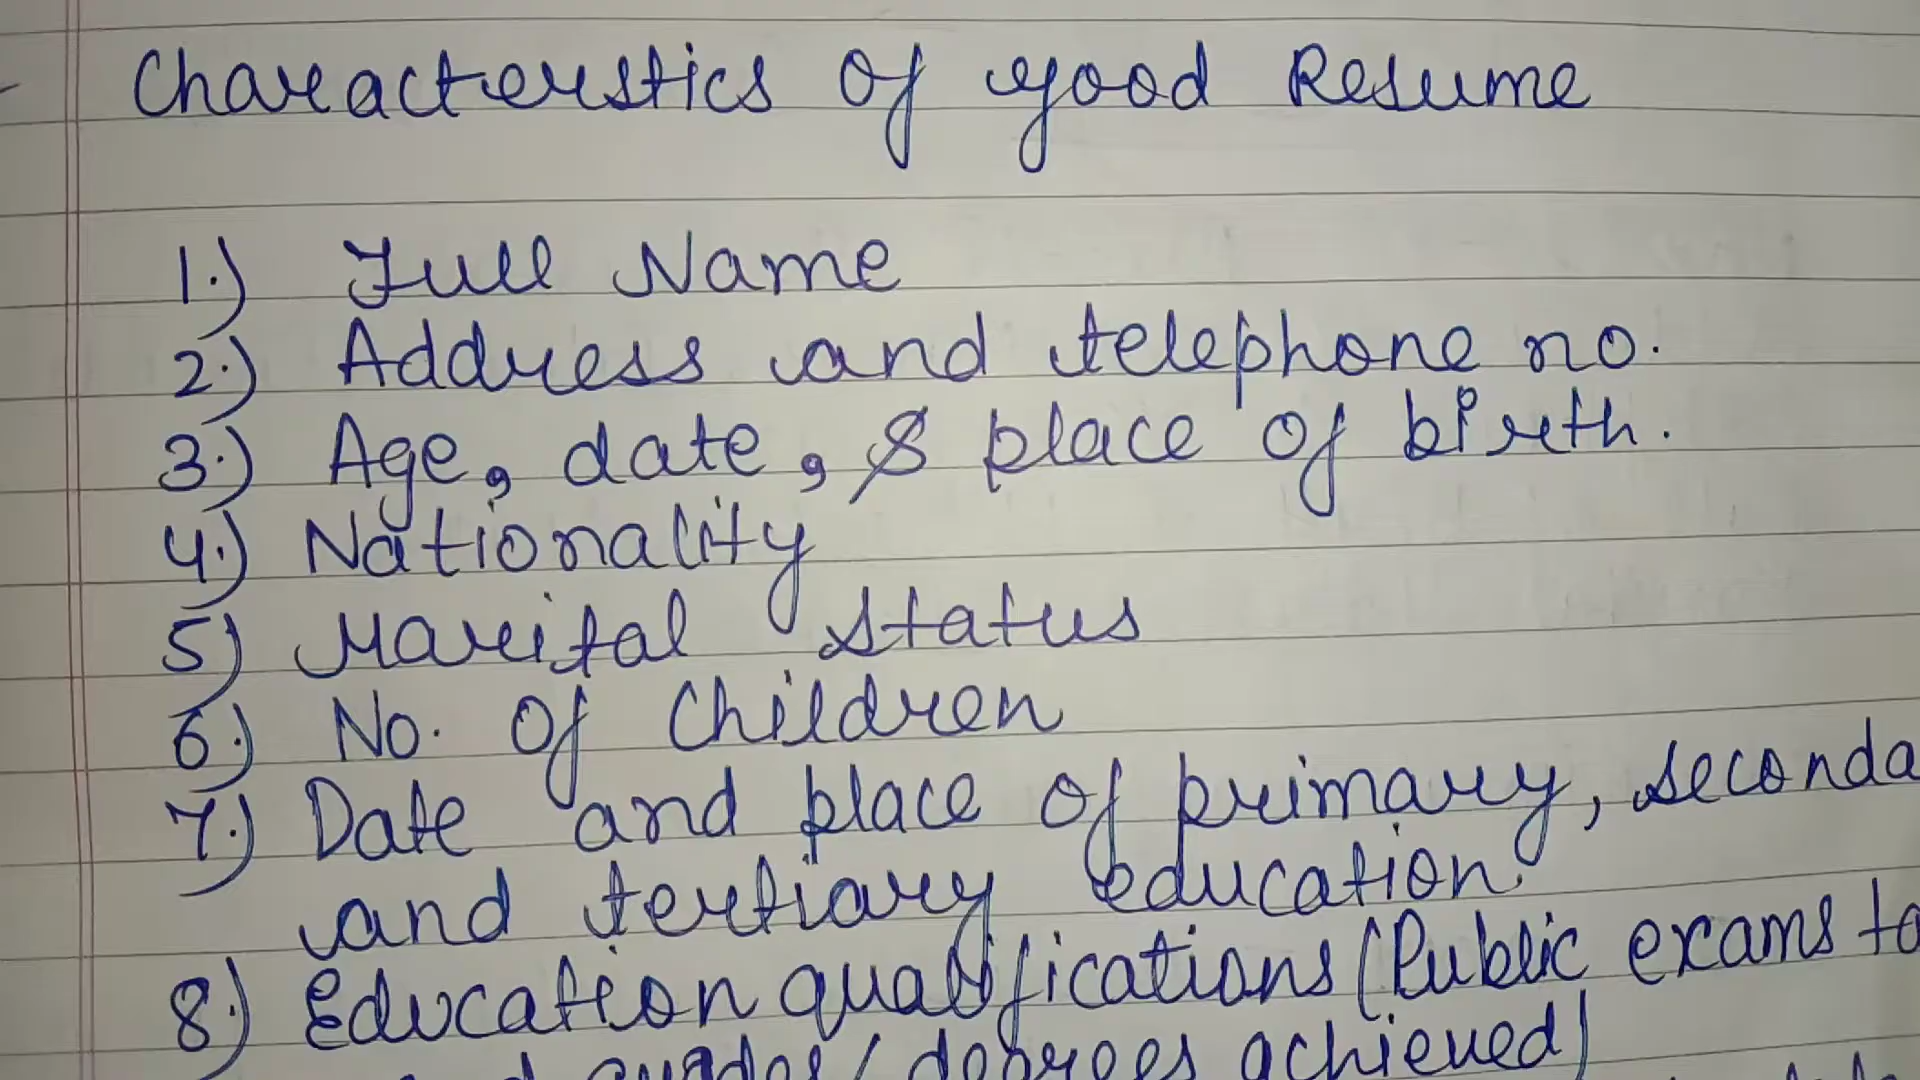 Characterstics of good Resume
1.) Full Name
2.) Address and telephone no.
3.) Age, date, & place of birth.
4.) Nationality
5) Marital status
6.) No. of Children
7.) Date and place of primary, seconda
and tertiary education.
8.) Education qualifications (Public exams to
grades / degrees achieved)